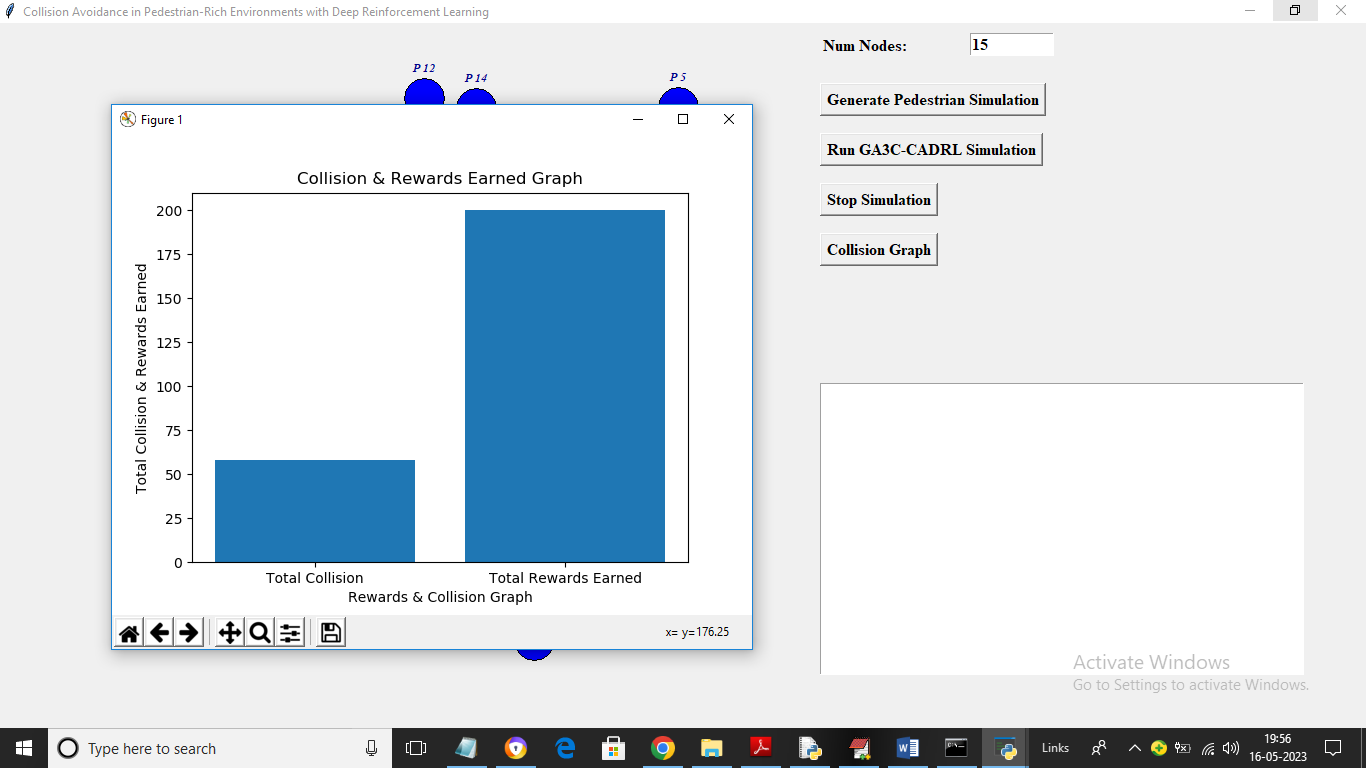 Collision Avoidance in Pedestrian-Rich Environments with Deep Reinforcement Learning
Num Nodes:
15
P 12
P 14
P 5
Generate Pedestrian Simulation
Run GA3C-CADRL Simulation
Stop Simulation
Collision Graph
Figure 1
Collision & Rewards Earned Graph
Total Collision & Rewards Earned
200
175
150
125
100
75
50
25
0
Total Collision
Total Rewards Earned
Rewards & Collision Graph
x= y=176.25
Activate Windows
Go to Settings to activate Windows.
Type here to search
Links
19:56
16-05-2023